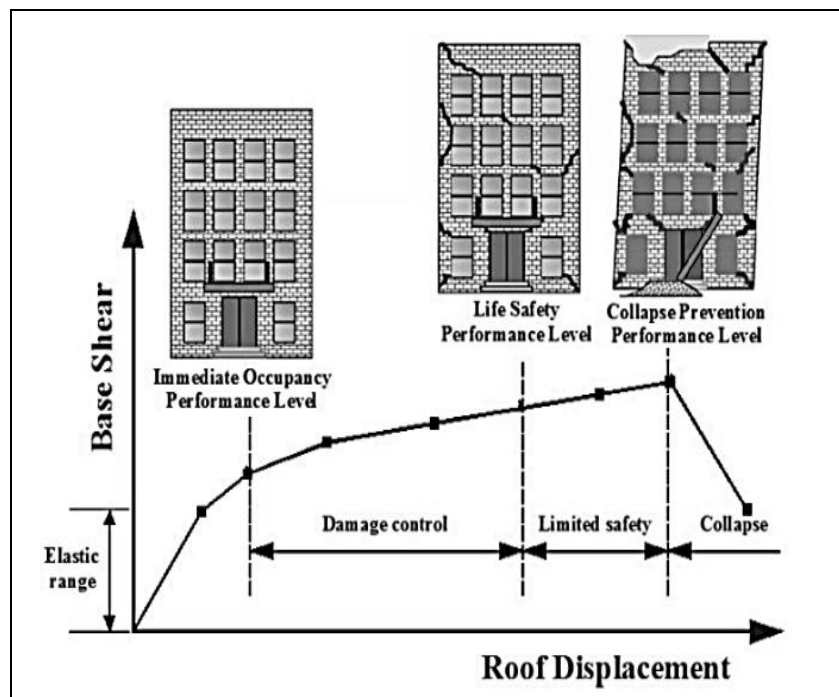 Life Safety
Performance Level
Collapse Prevention
Performance Level
Immediate Occupancy
Performance Level
Base Shear
Damage control
Limited safety
Collapse
Elastic
range
Roof Displacement